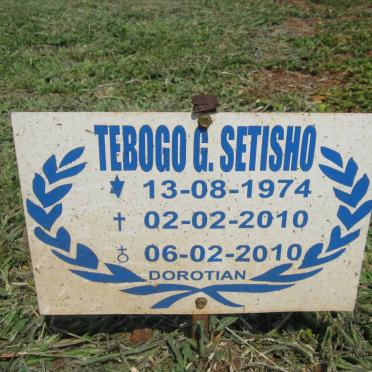 TEBOGO G. SETISHO
✡ 13-08-1974
✝ 02-02-2010
♁ 06-02-2010
DOROTIAN